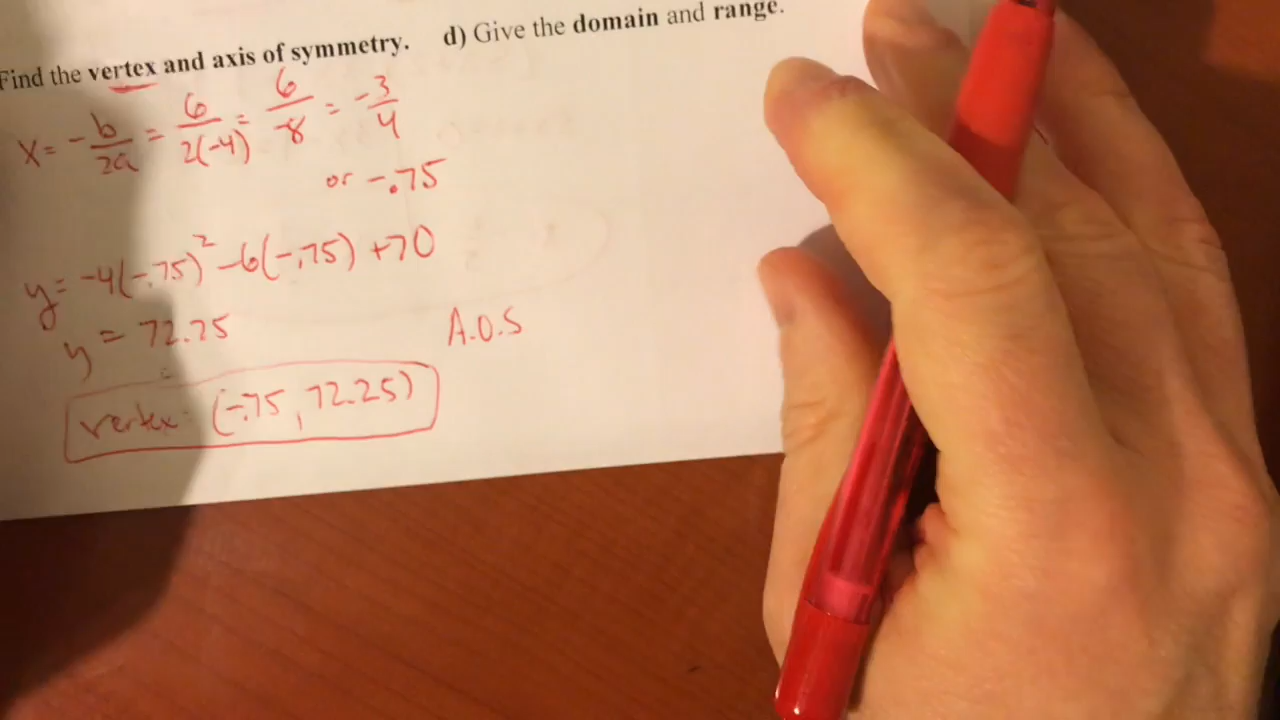 Find the vertex and axis of symmetry. d) Give the domain and range.
x = -b/2a = 6/2(-4) = 6/-8 = -3/4
or -.75
y = -4(-.75)² -6(-.75) +70
y = 72.25
A.O.S
vertex: (-.75, 72.25)